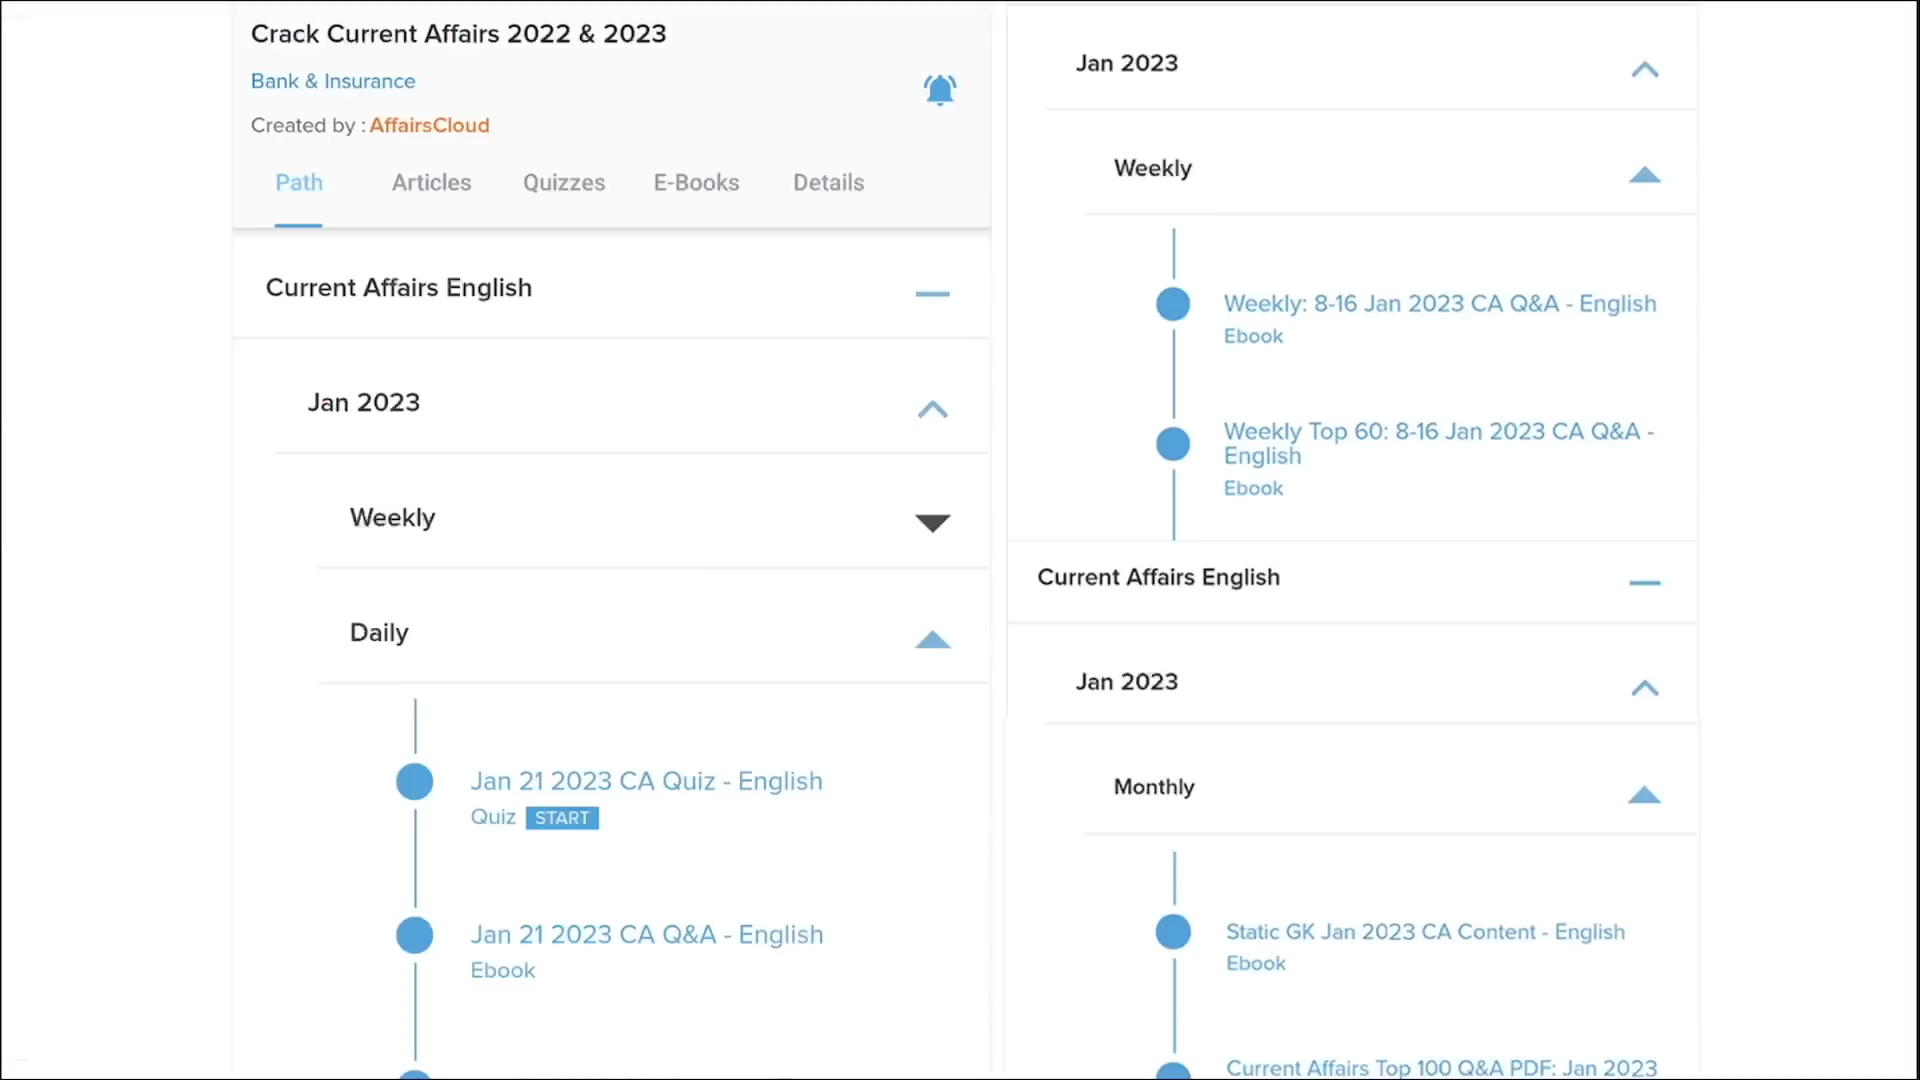 Crack Current Affairs 2022 & 2023
Bank & Insurance
Created by : AffairsCloud
Path Articles Quizzes E-Books Details
Current Affairs English
Jan 2023
Weekly
Daily
Jan 21 2023 CA Quiz - English
Quiz START
Jan 21 2023 CA Q&A - English
Ebook
Jan 2023
Weekly
Weekly: 8-16 Jan 2023 CA Q&A - English
Ebook
Weekly Top 60: 8-16 Jan 2023 CA Q&A -
English
Ebook
Current Affairs English
Jan 2023
Monthly
Static GK Jan 2023 CA Content - English
Ebook
Current Affairs Top 100 Q&A PDF: Jan 2023